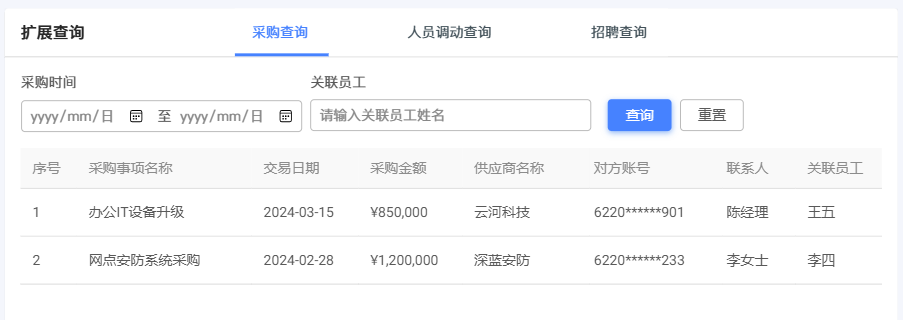 扩展查询 采购查询 人员调动查询 招聘查询
采购时间 关联员工
yyyy/mm/日 至 yyyy/mm/日 请输入关联员工姓名 查询 重置
序号 采购事项名称 交易日期 采购金额 供应商名称 对方账号 联系人 关联员工
1 办公IT设备升级 2024-03-15 ¥850,000 云河科技 6220******901 陈经理 王五
2 网点安防系统采购 2024-02-28 ¥1,200,000 深蓝安防 6220******233 李女士 李四